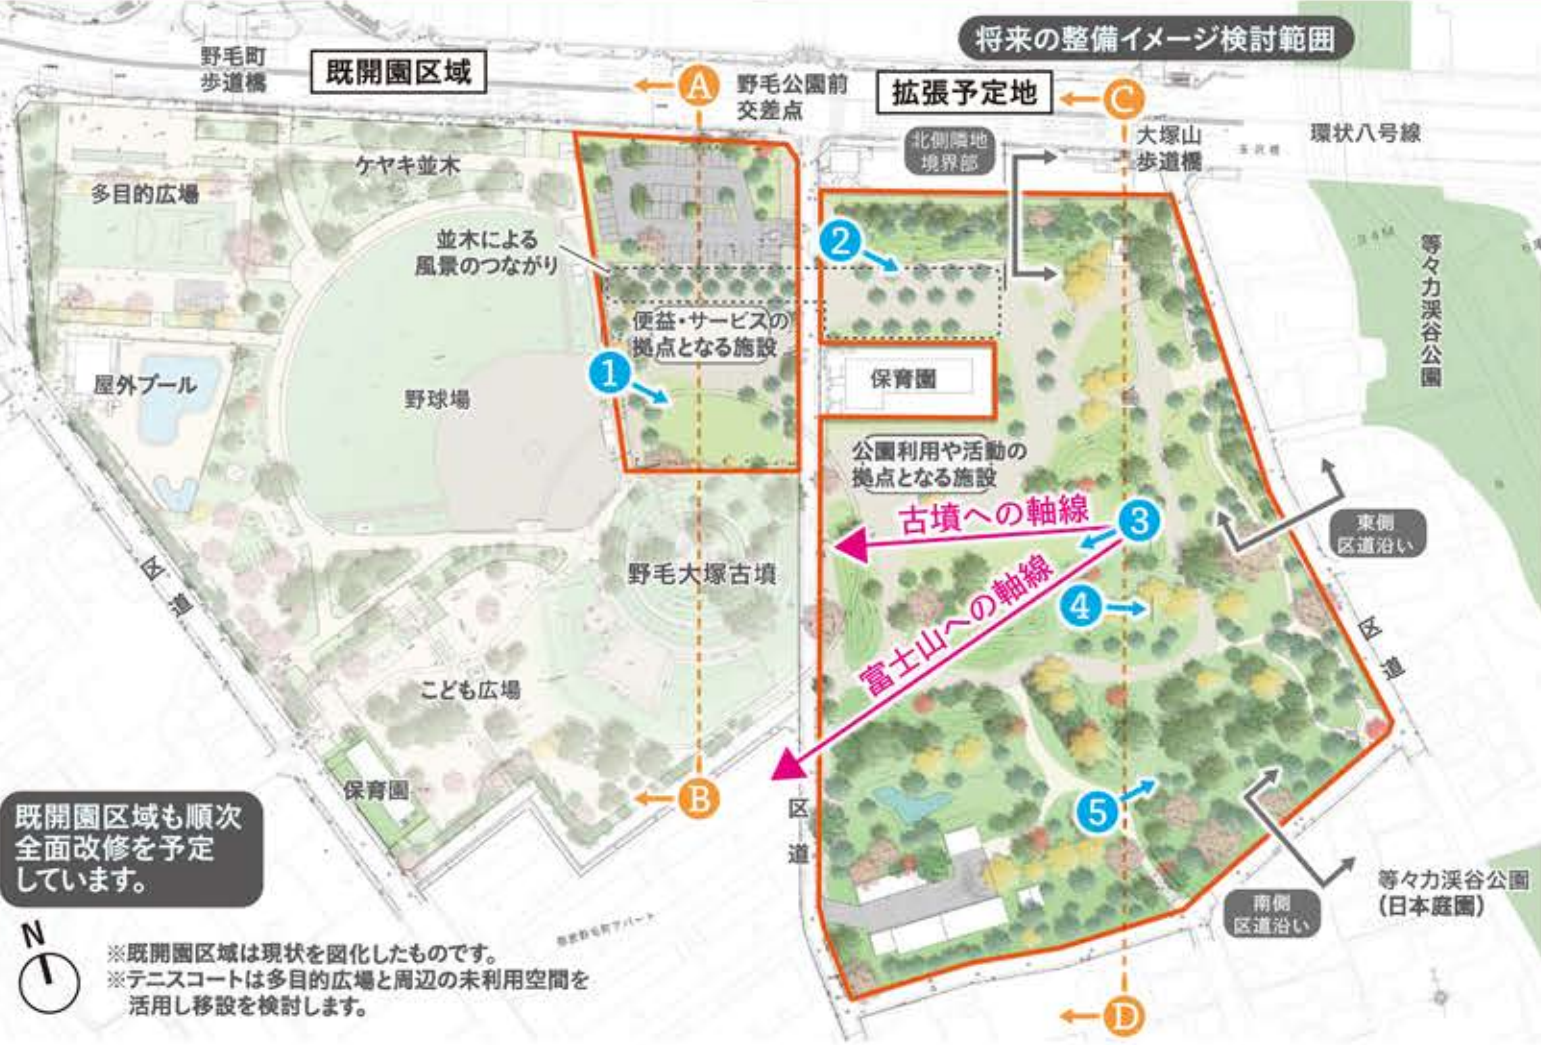 将来の整備イメージ検討範囲
野毛町
歩道橋
既開園区域
A
野毛公園前
交差点
拡張予定地
C
大塚山
歩道橋
環状八号線
北側隣地
境界部
ケヤキ並木
多目的広場
並木による
風景のつながり
2
等々力渓谷公園
便益・サービスの
拠点となる施設
1
屋外プール
野球場
保育園
公園利用や活動の
拠点となる施設
古墳への軸線
3
東側
区道沿い
区道
野毛大塚古墳
富士山への軸線
4
区道
こども広場
保育園
B
区道
5
既開園区域も順次
全面改修を予定
しています。
等々力渓谷公園
(日本庭園)
南側
区道沿い
N
※既開園区域は現状を図化したものです。
※テニスコートは多目的広場と周辺の未利用空間を
活用し移設を検討します。
D